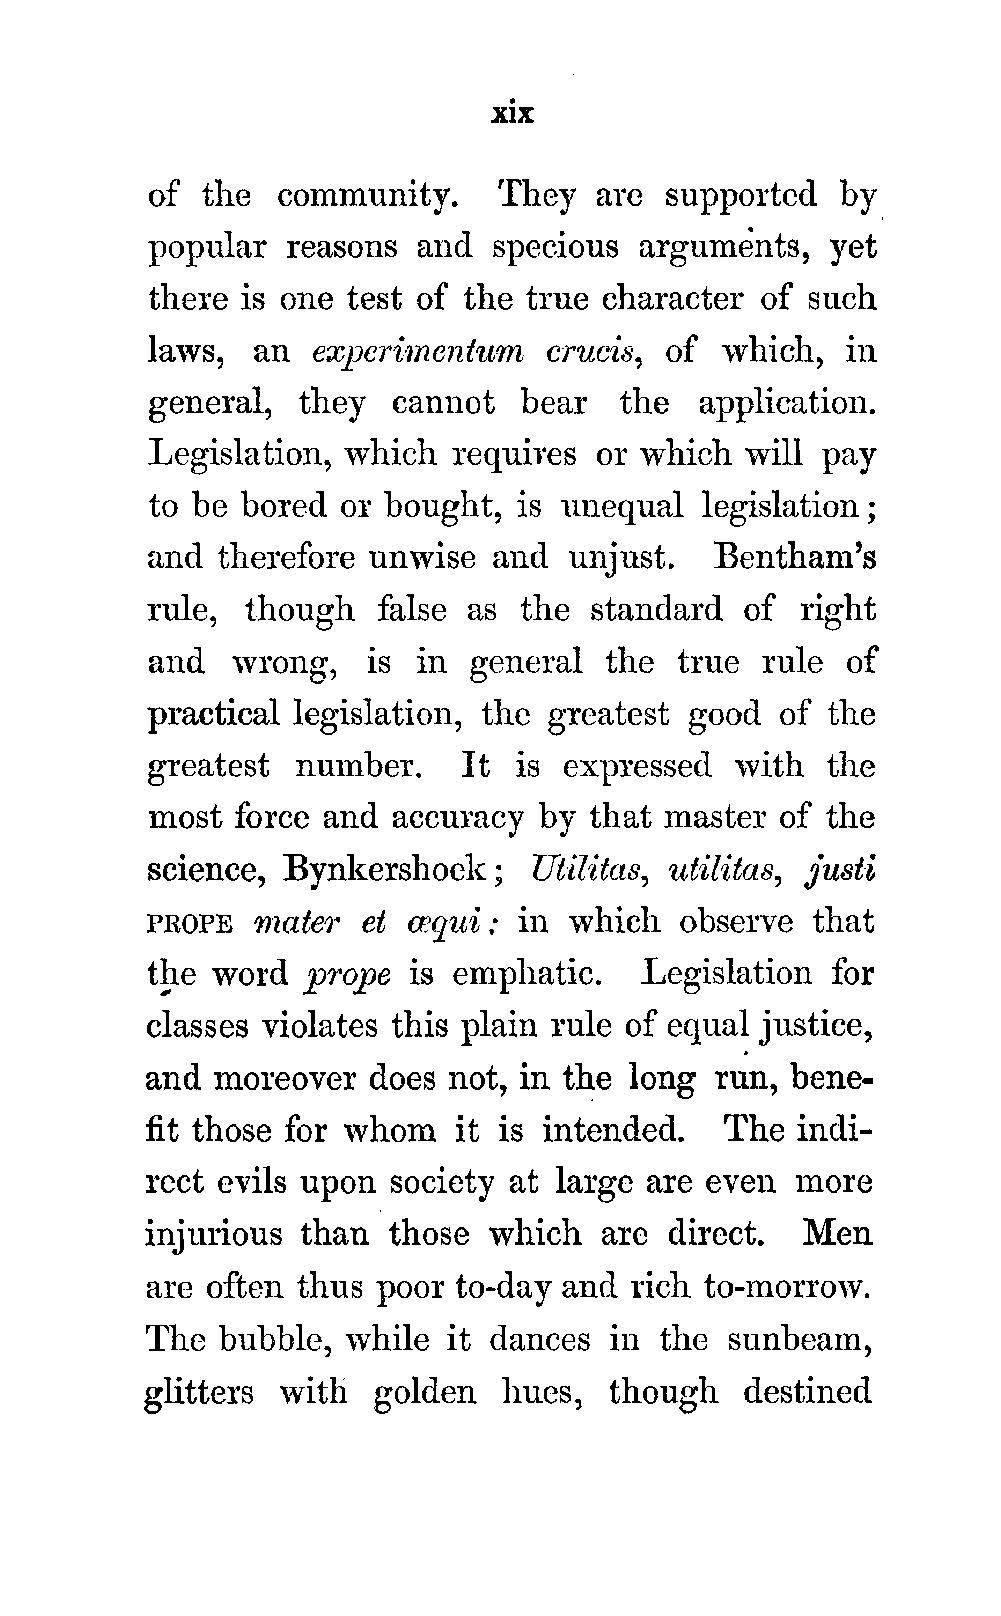 xix
of the community. They are supported by
popular reasons and specious arguments, yet
there is one test of the true character of such
laws, an experimentum crucis, of which, in
general, they cannot bear the application.
Legislation, which requires or which will pay
to be bored or bought, is unequal legislation;
and therefore unwise and unjust. Bentham's
rule, though false as the standard of right
and wrong, is in general the true rule of
practical legislation, the greatest good of the
greatest number. It is expressed with the
most force and accuracy by that master of the
science, Bynkershoek; Utilitas, utilitas, justi
PROPE mater et æqui: in which observe that
the word prope is emphatic. Legislation for
classes violates this plain rule of equal justice,
and moreover does not, in the long run, bene-
fit those for whom it is intended. The indi-
rect evils upon society at large are even more
injurious than those which are direct. Men
are often thus poor to-day and rich to-morrow.
The bubble, while it dances in the sunbeam,
glitters with golden hues, though destined